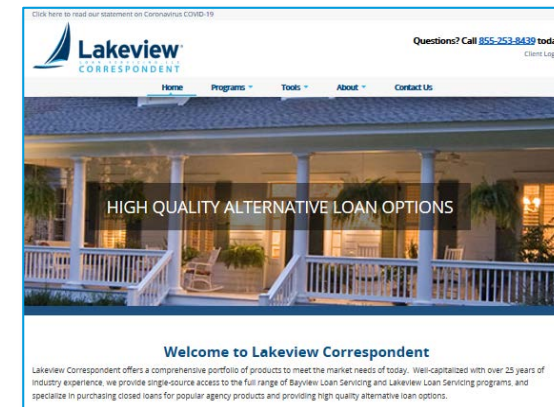 Click here to read our statement on Coronavirus COVID-19
Lakeview
LOAN SERVICING, LLC
CORRESPONDENT
Questions? Call 855-253-8439 toda
Client Log
Home Programs Tools About Contact Us
HIGH QUALITY ALTERNATIVE LOAN OPTIONS
Welcome to Lakeview Correspondent
Lakeview Correspondent offers a comprehensive portfolio of products to meet the market needs of today. Well-capitalized with over 25 years of
industry experience, we provide single-source access to the full range of Bayview Loan Servicing and Lakeview Loan Servicing programs, and
specialize in purchasing closed loans for popular agency products and providing high quality alternative loan options.